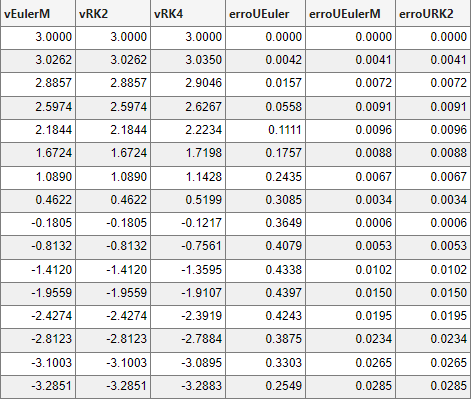 vEulerM vRK2 vRK4 erroUEuler erroUEulerM erroURK2
3.0000 3.0000 3.0000 0.0000 0.0000 0.0000
3.0262 3.0262 3.0350 0.0042 0.0041 0.0041
2.8857 2.8857 2.9046 0.0157 0.0072 0.0072
2.5974 2.5974 2.6267 0.0558 0.0091 0.0091
2.1844 2.1844 2.2234 0.1111 0.0096 0.0096
1.6724 1.6724 1.7198 0.1757 0.0088 0.0088
1.0890 1.0890 1.1428 0.2435 0.0067 0.0067
0.4622 0.4622 0.5199 0.3085 0.0034 0.0034
-0.1805 -0.1805 -0.1217 0.3649 0.0006 0.0006
-0.8132 -0.8132 -0.7561 0.4079 0.0053 0.0053
-1.4120 -1.4120 -1.3595 0.4338 0.0102 0.0102
-1.9559 -1.9559 -1.9107 0.4397 0.0150 0.0150
-2.4274 -2.4274 -2.3919 0.4243 0.0195 0.0195
-2.8123 -2.8123 -2.7884 0.3875 0.0234 0.0234
-3.1003 -3.1003 -3.0895 0.3303 0.0265 0.0265
-3.2851 -3.2851 -3.2883 0.2549 0.0285 0.0285